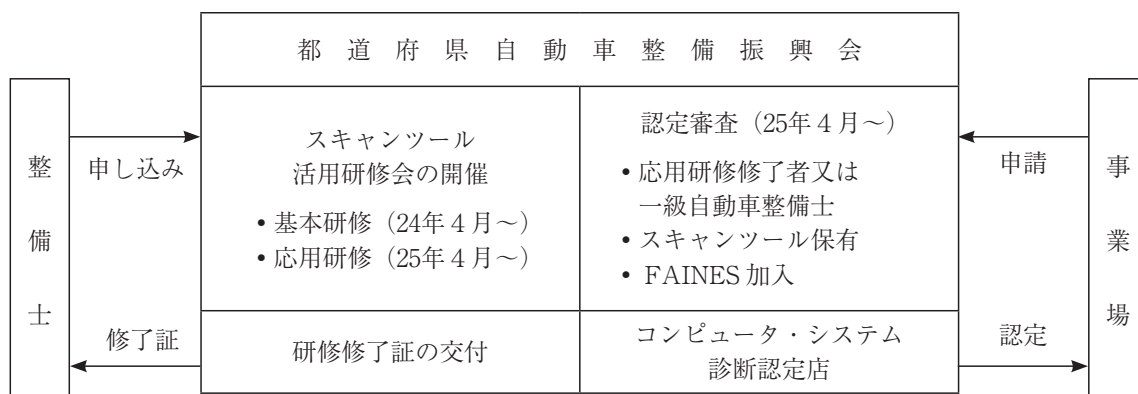 都道府県自動車整備振興会
整備士
申し込み
修了証
スキャンツール
活用研修会の開催
•基本研修（24年4月～）
•応用研修（25年4月～）
研修修了証の交付
認定審査（25年4月～）
•応用研修修了者又は
一級自動車整備士
•スキャンツール保有
•FAINES加入
コンピュータ・システム
診断認定店
申請
認定
事業場